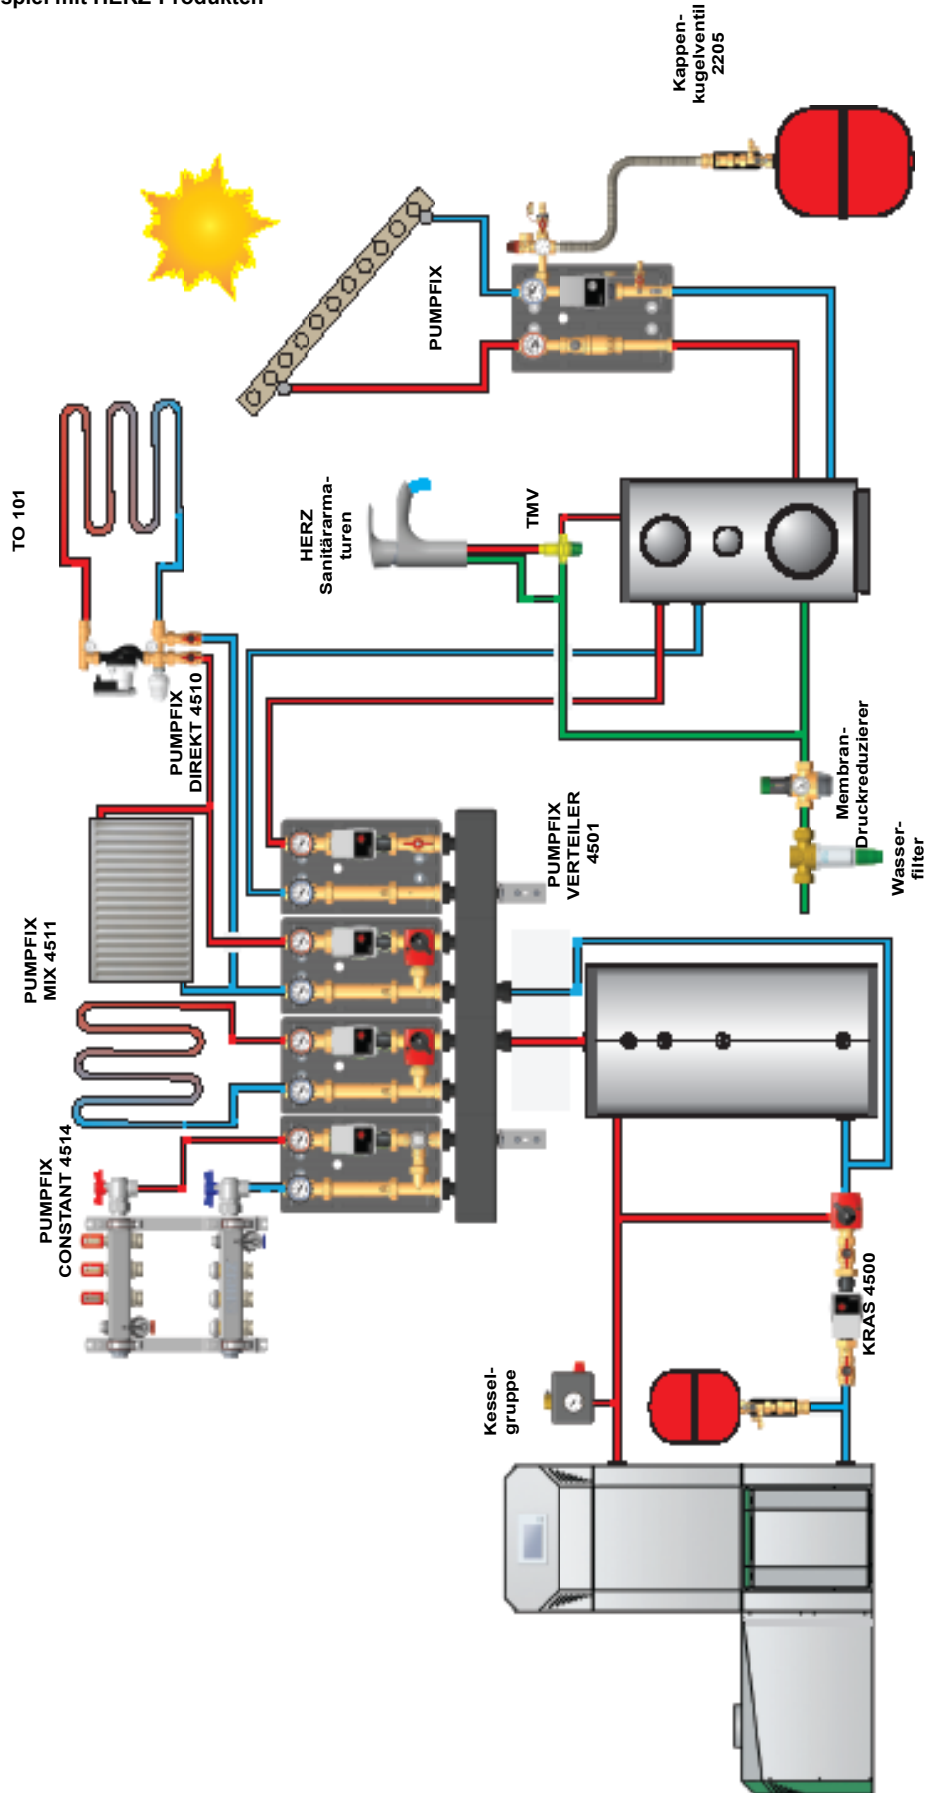 spiel mit HERZ Produkten
Kappen-
kugelventil
2205
PUMPFIX
TO 101
HERZ
Sanitärarma-
turen
TMV
PUMPFIX
DIREKT 4510
Membran-
Druckreduzierer
Wasser-
filter
PUMPFIX
VERTEILER
4501
PUMPFIX
MIX 4511
PUMPFIX
CONSTANT 4514
KRAS 4500
Kessel-
gruppe